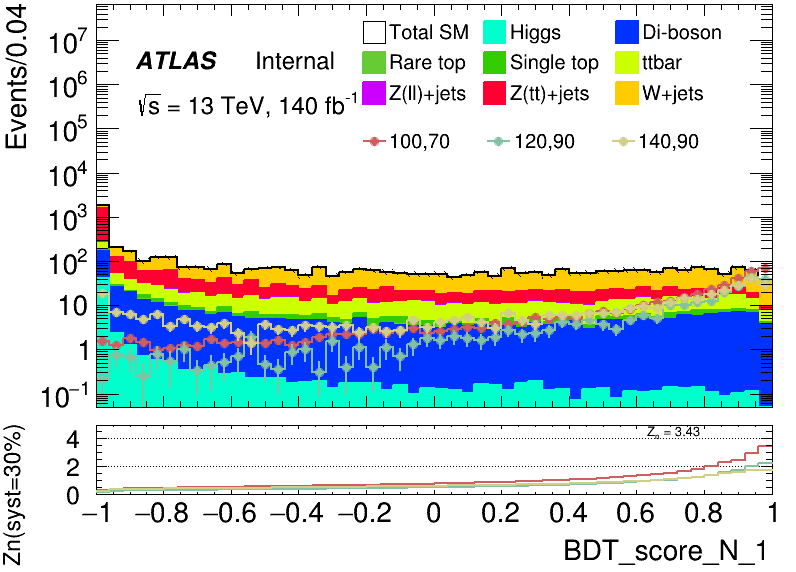 Events/0.04
10⁷
10⁶
10⁵
10⁴
10³
10²
10
1
10⁻¹
ATLAS Internal
√s = 13 TeV, 140 fb⁻¹
Total SM Higgs Di-boson
Rare top Single top ttbar
Z(ll)+jets Z(tt)+jets W+jets
100,70 120,90 140,90
Zn(syst=30%)
4
2
0
Zₙ = 3.43
−1 −0.8 −0.6 −0.4 −0.2 0 0.2 0.4 0.6 0.8 1
BDT_score_N_1